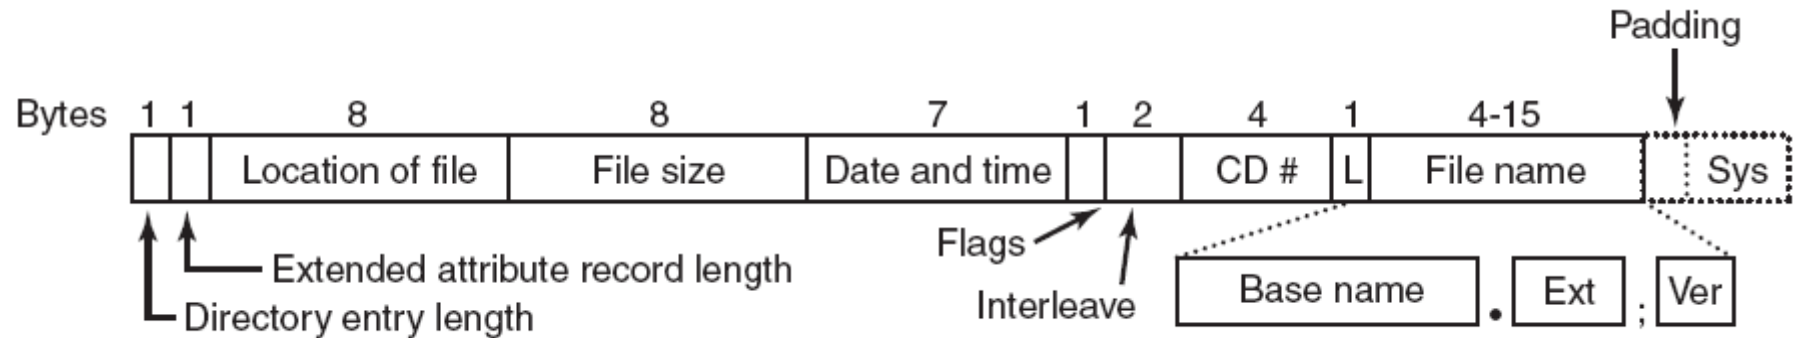 Padding
Bytes 1 1 8 8 7 1 2 4 1 4-15
Location of file File size Date and time CD # L File name Sys
Flags
Extended attribute record length
Interleave
Base name . Ext ; Ver
Directory entry length